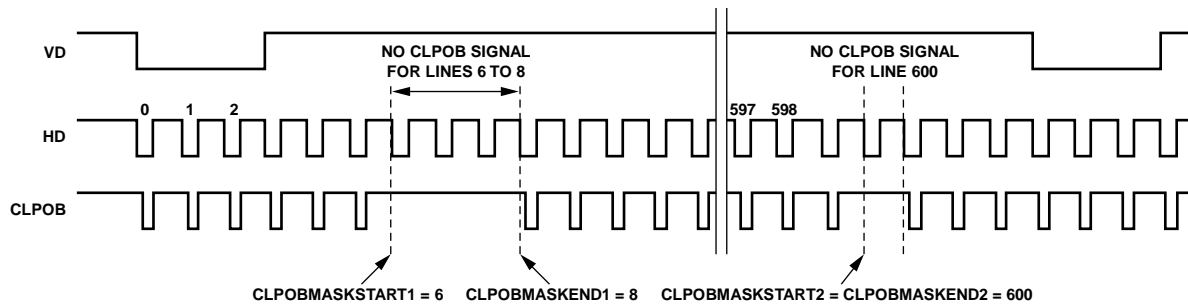 VD
NO CLPOB SIGNAL
FOR LINES 6 TO 8
NO CLPOB SIGNAL
FOR LINE 600
0 1 2
597 598
HD
CLPOB
CLPOBMASKSTART1 = 6
CLPOBMASKEND1 = 8
CLPOBMASKSTART2 = CLPOBMASKEND2 = 600